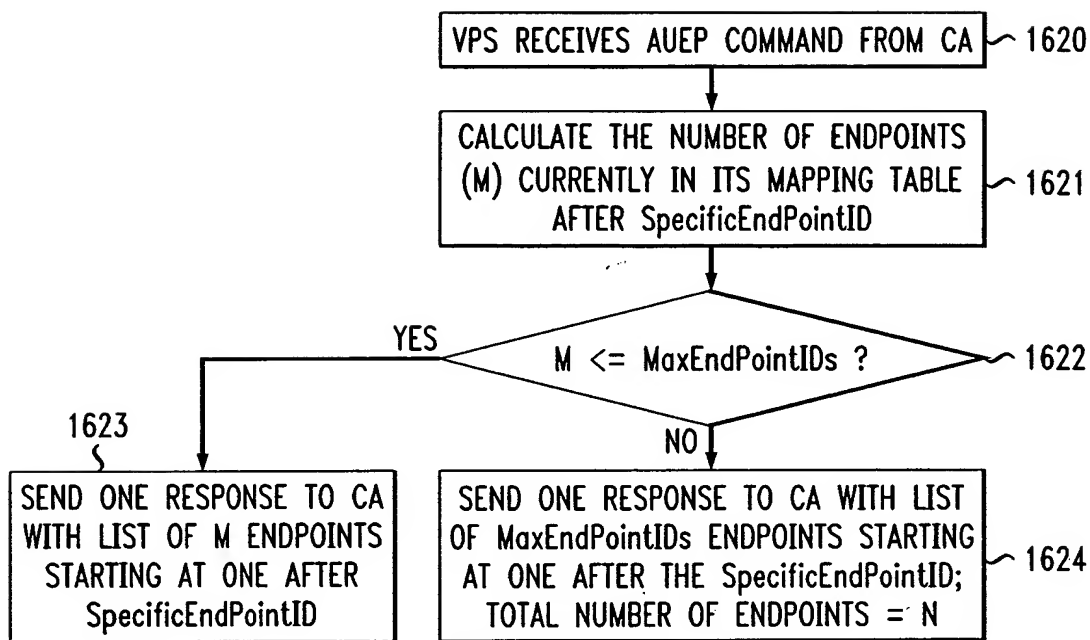 VPS RECEIVES AUEP COMMAND FROM CA
1620
CALCULATE THE NUMBER OF ENDPOINTS
(M) CURRENTLY IN ITS MAPPING TABLE
AFTER SpecificEndPointID
1621
M <= MaxEndPointIDs ?
1622
YES
NO
1623
SEND ONE RESPONSE TO CA
WITH LIST OF M ENDPOINTS
STARTING AT ONE AFTER
SpecificEndPointID
SEND ONE RESPONSE TO CA WITH LIST
OF MaxEndPointIDs ENDPOINTS STARTING
AT ONE AFTER THE SpecificEndPointID;
TOTAL NUMBER OF ENDPOINTS = N
1624